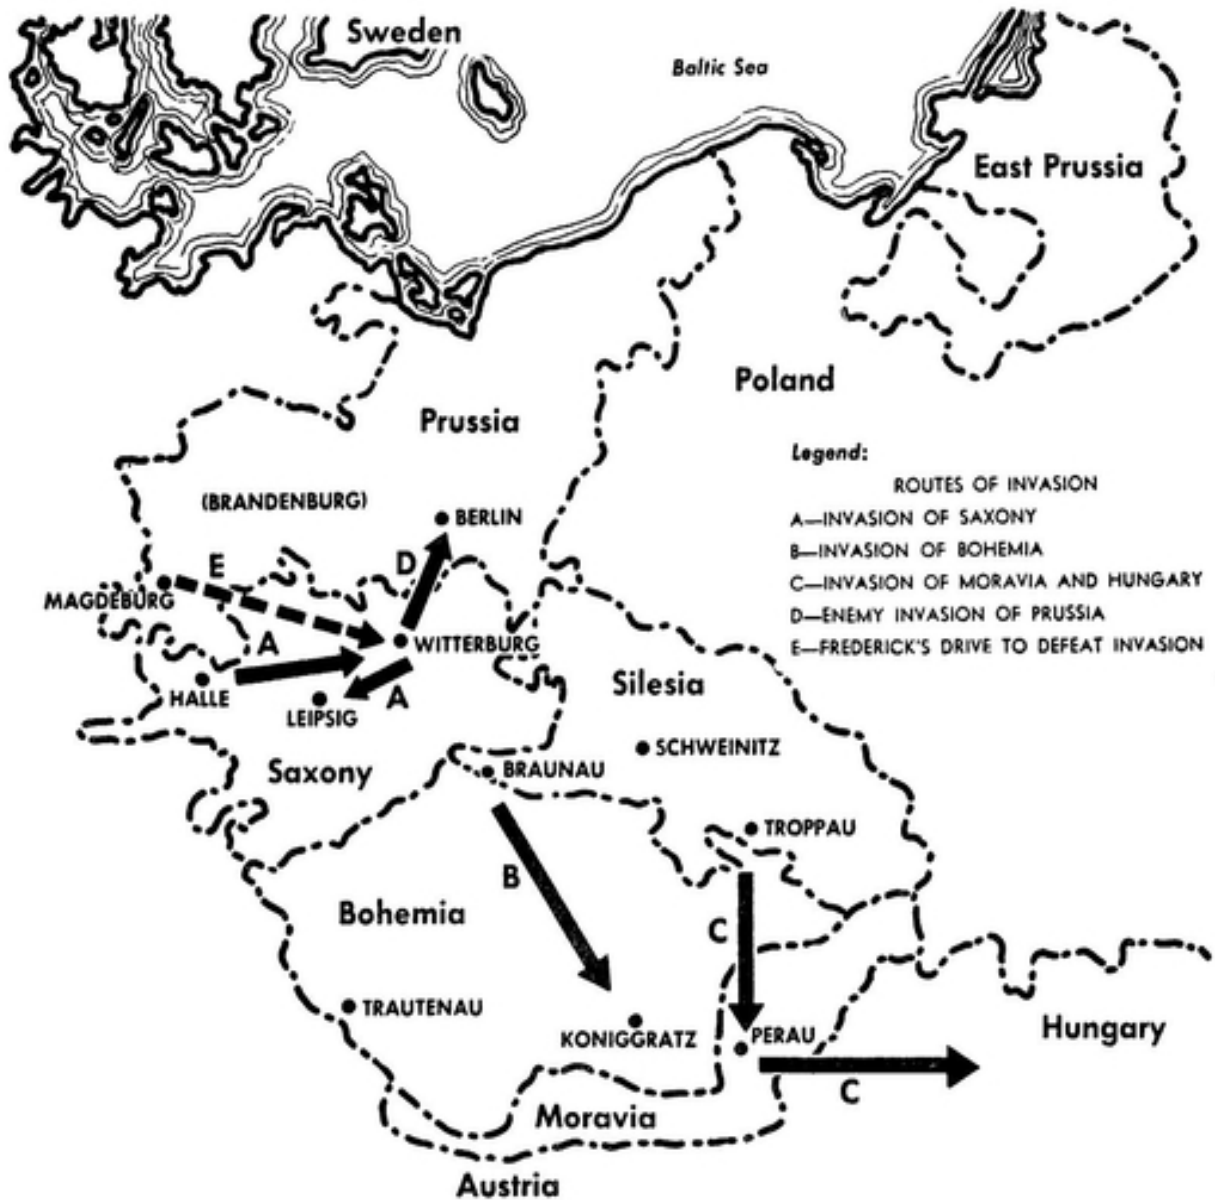 Sweden
Baltic Sea
East Prussia
Poland
Prussia
Legend:
ROUTES OF INVASION
(BRANDENBURG)
A—INVASION OF SAXONY
BERLIN
B—INVASION OF BOHEMIA
E
D
C—INVASION OF MORAVIA AND HUNGARY
MAGDEBURG
D—ENEMY INVASION OF PRUSSIA
A
WITTERBURG
E—FREDERICK'S DRIVE TO DEFEAT INVASION
HALLE
A
Silesia
LEIPSIG
SCHWEINITZ
Saxony
BRAUNAU
TROPPAU
B
Bohemia
C
TRAUTENAU
KONIGGRATZ
PERAU
Hungary
C
Moravia
Austria